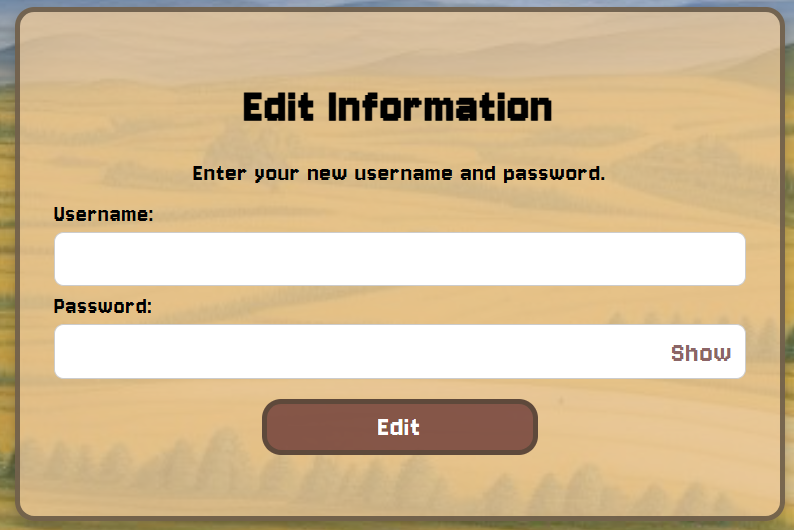 Edit Information
Enter your new username and password.
Username:
Password:
Show
Edit